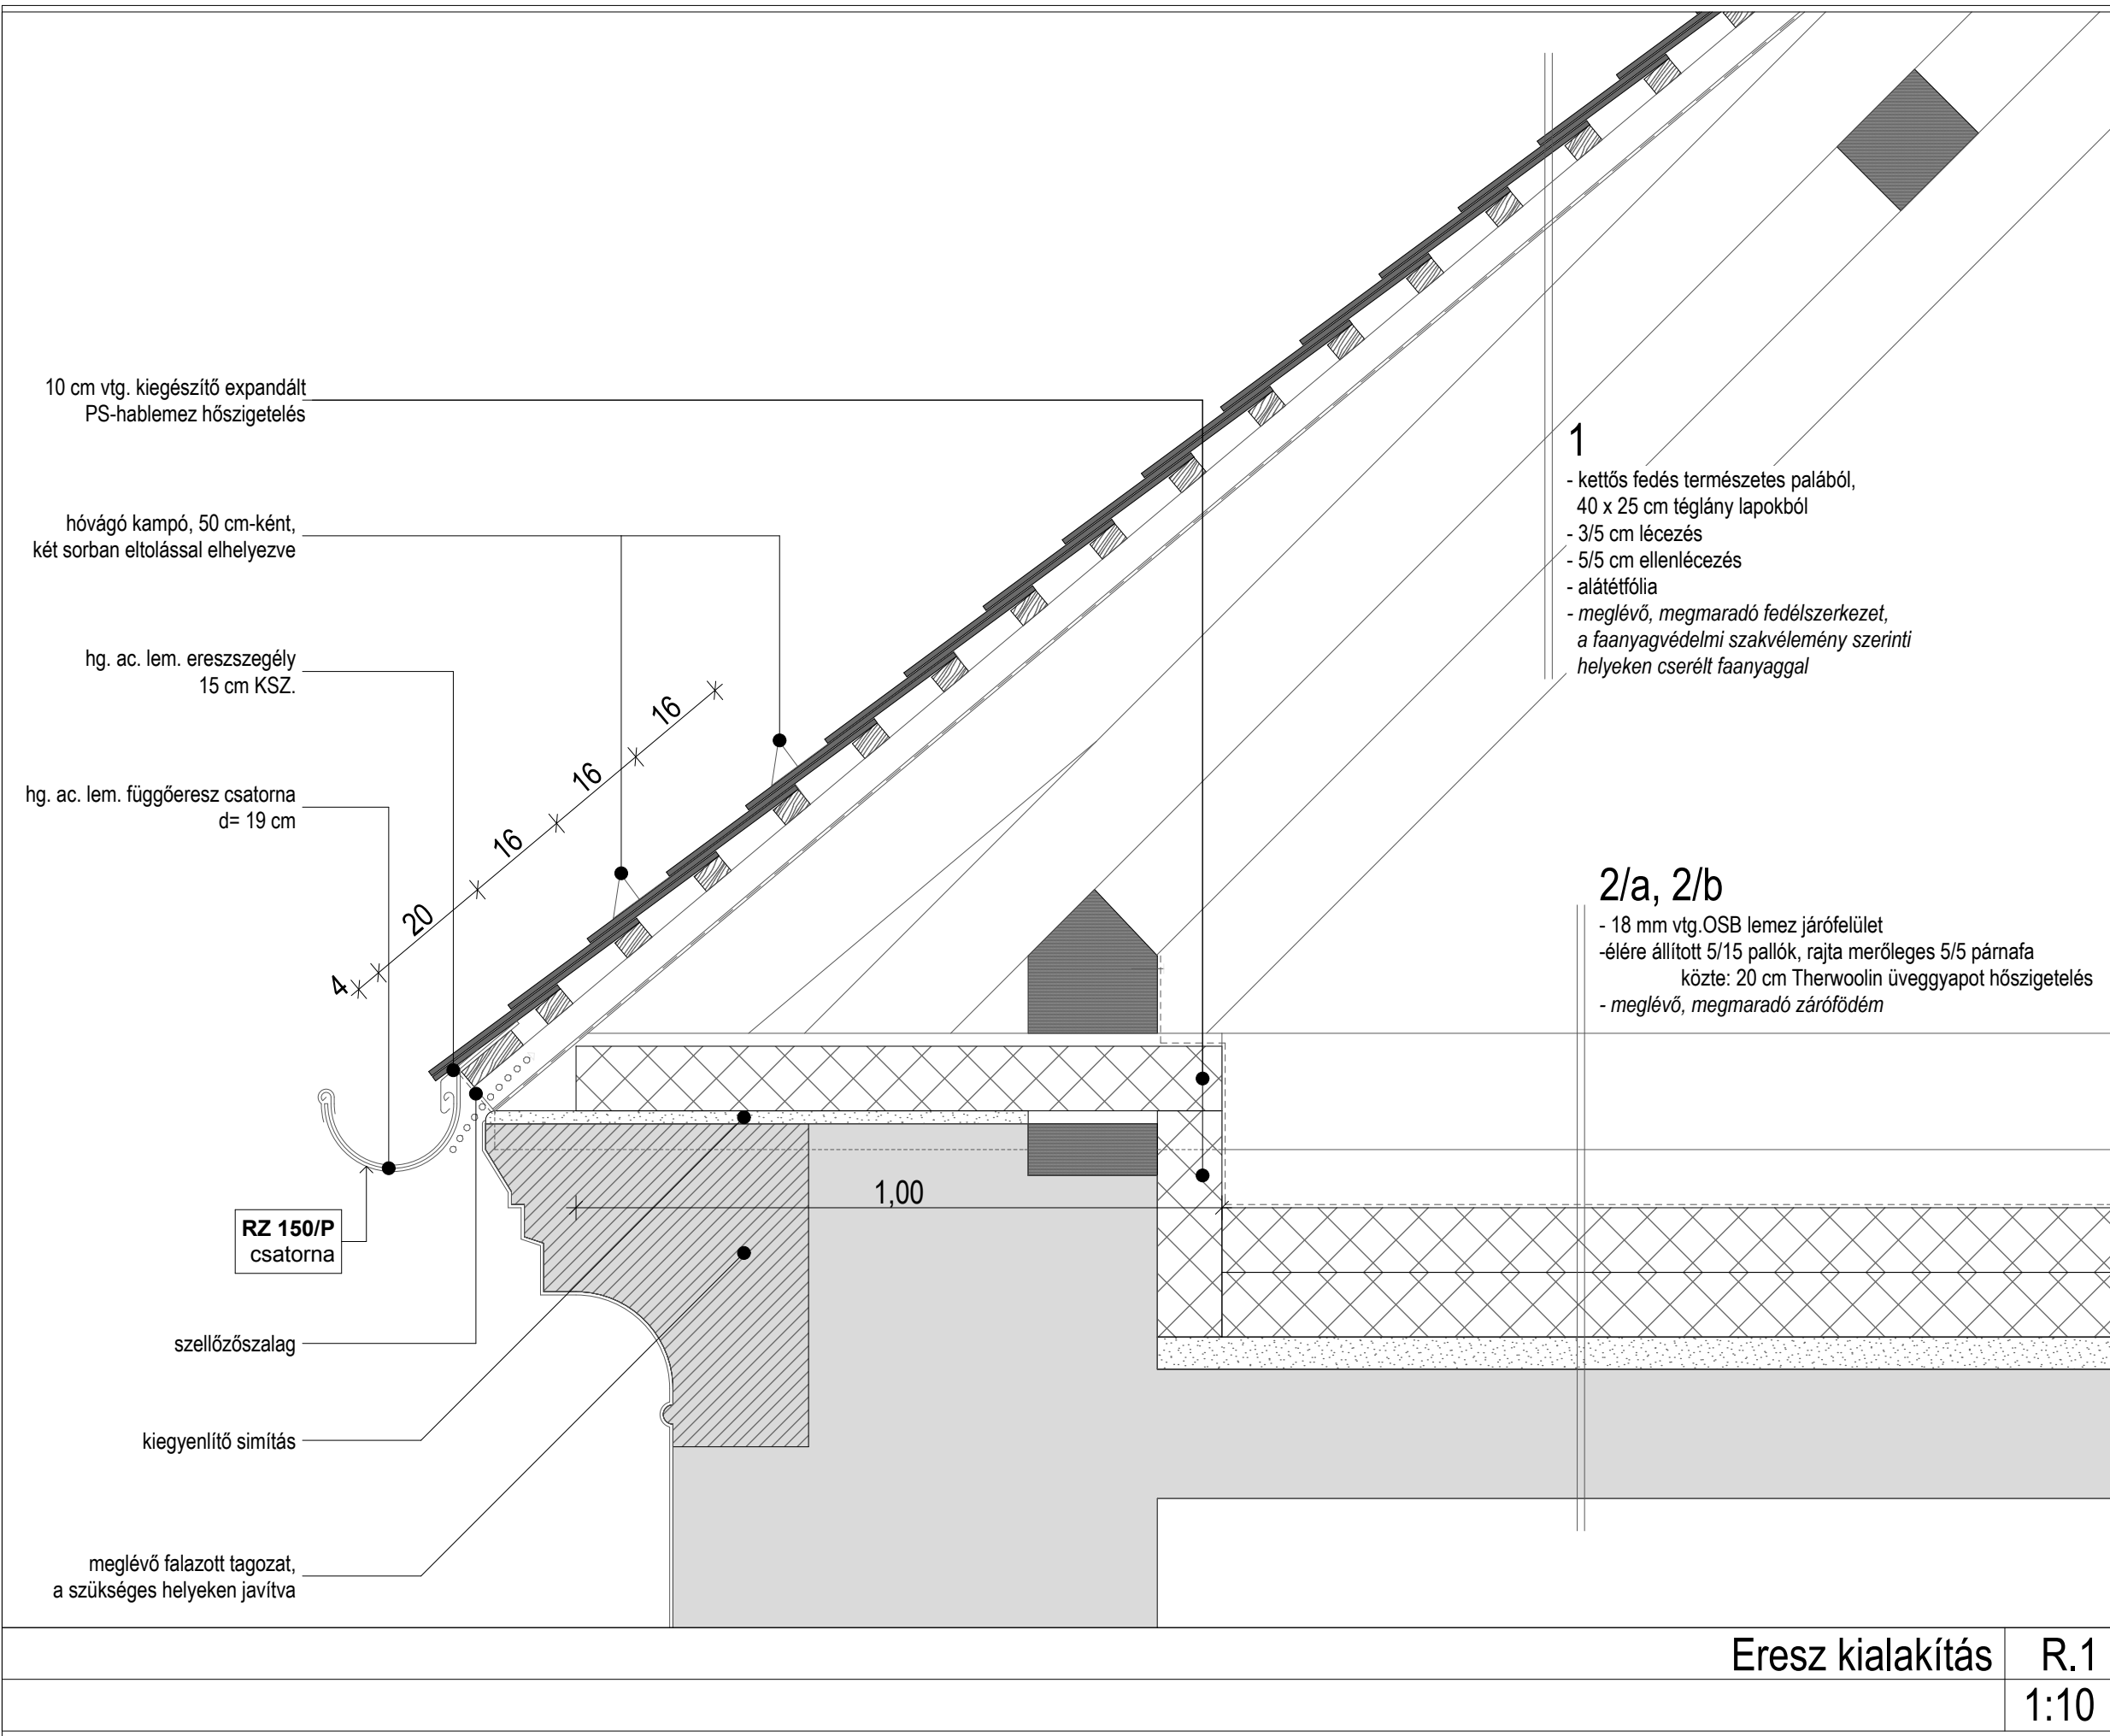 10 cm vtg. kiegészítő expandált
PS-hablemez hőszigetelés
hóvágó kampó, 50 cm-ként,
két sorban eltolással elhelyezve
hg. ac. lem. ereszszegély
15 cm KSZ.
hg. ac. lem. függőeresz csatorna
d= 19 cm
4
20
16
16
16
RZ 150/P
csatorna
szellőzőszalag
kiegyenlítő simítás
meglévő falazott tagozat,
a szükséges helyeken javítva
1,00
1
- kettős fedés természetes palából,
40 x 25 cm téglány lapokból
- 3/5 cm lécezés
- 5/5 cm ellenlécezés
- alátétfólia
- meglévő, megmaradó fedélszerkezet,
a faanyagvédelmi szakvélemény szerinti
helyeken cserélt faanyaggal
2/a, 2/b
- 18 mm vtg.OSB lemez járófelület
-élére állított 5/15 pallók, rajta merőleges 5/5 párnafa
közte: 20 cm Therwoolin üveggyapot hőszigetelés
- meglévő, megmaradó zárófödém
Eresz kialakítás
R.1
1:10